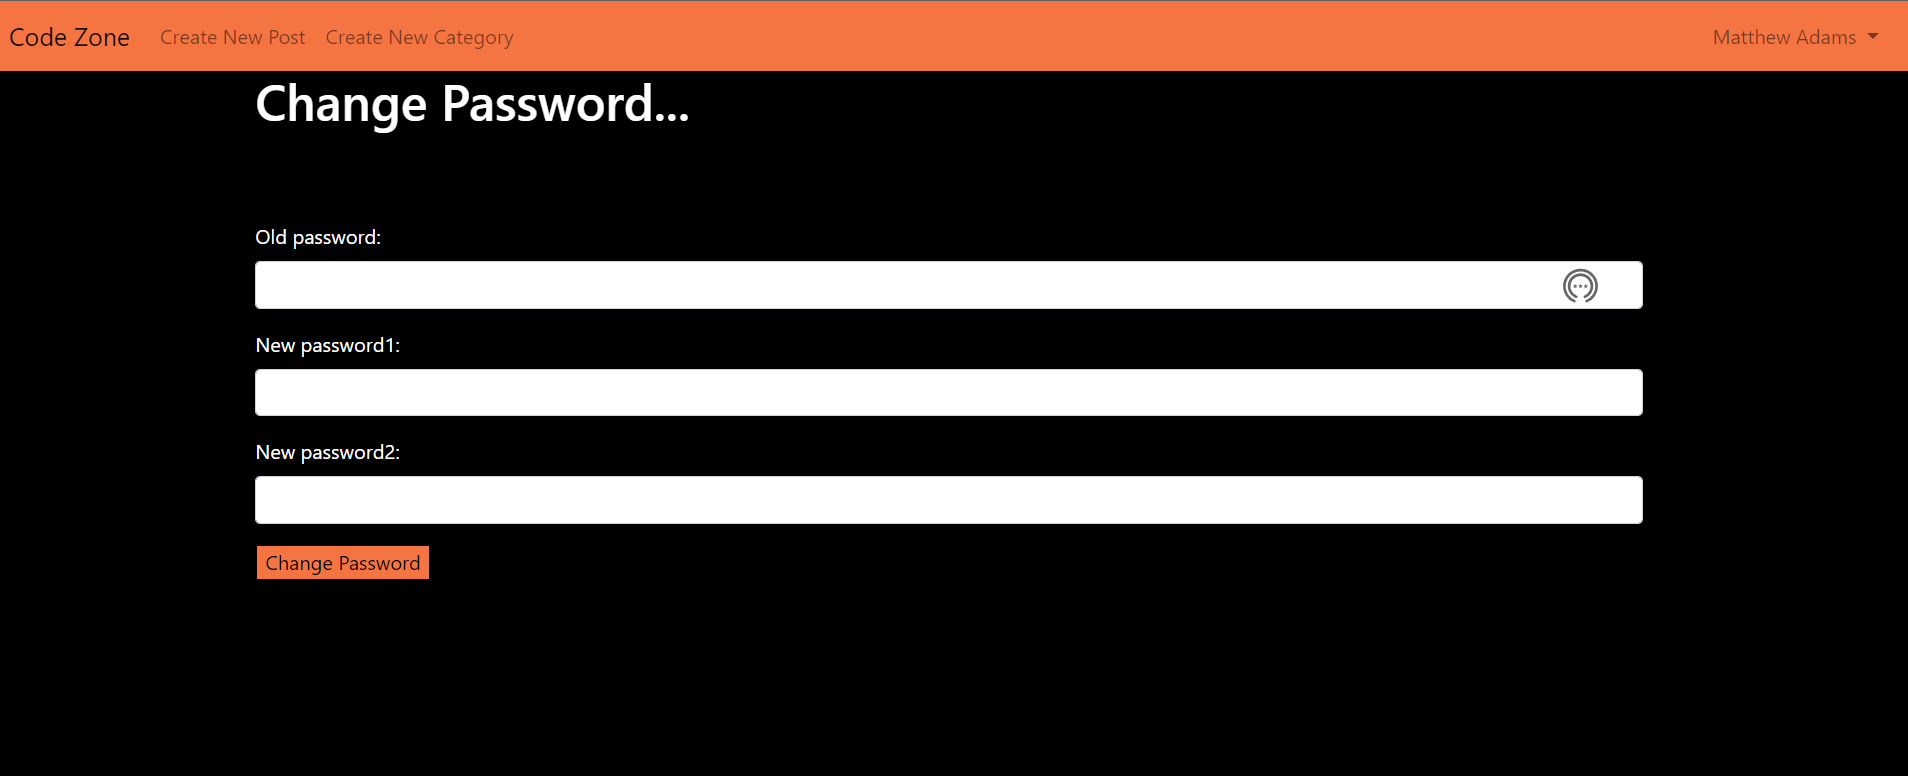 Code Zone Create New Post Create New Category Matthew Adams
Change Password...
Old password:
New password1:
New password2:
Change Password